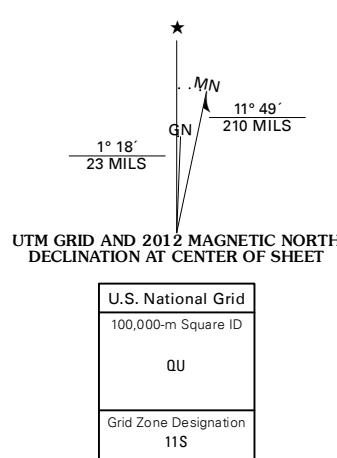 ★
MN
11° 49´
210 MILS
GN
1° 18´
23 MILS
UTM GRID AND 2012 MAGNETIC NORTH
DECLINATION AT CENTER OF SHEET
U.S. National Grid
100,000-m Square ID
QU
Grid Zone Designation
11S